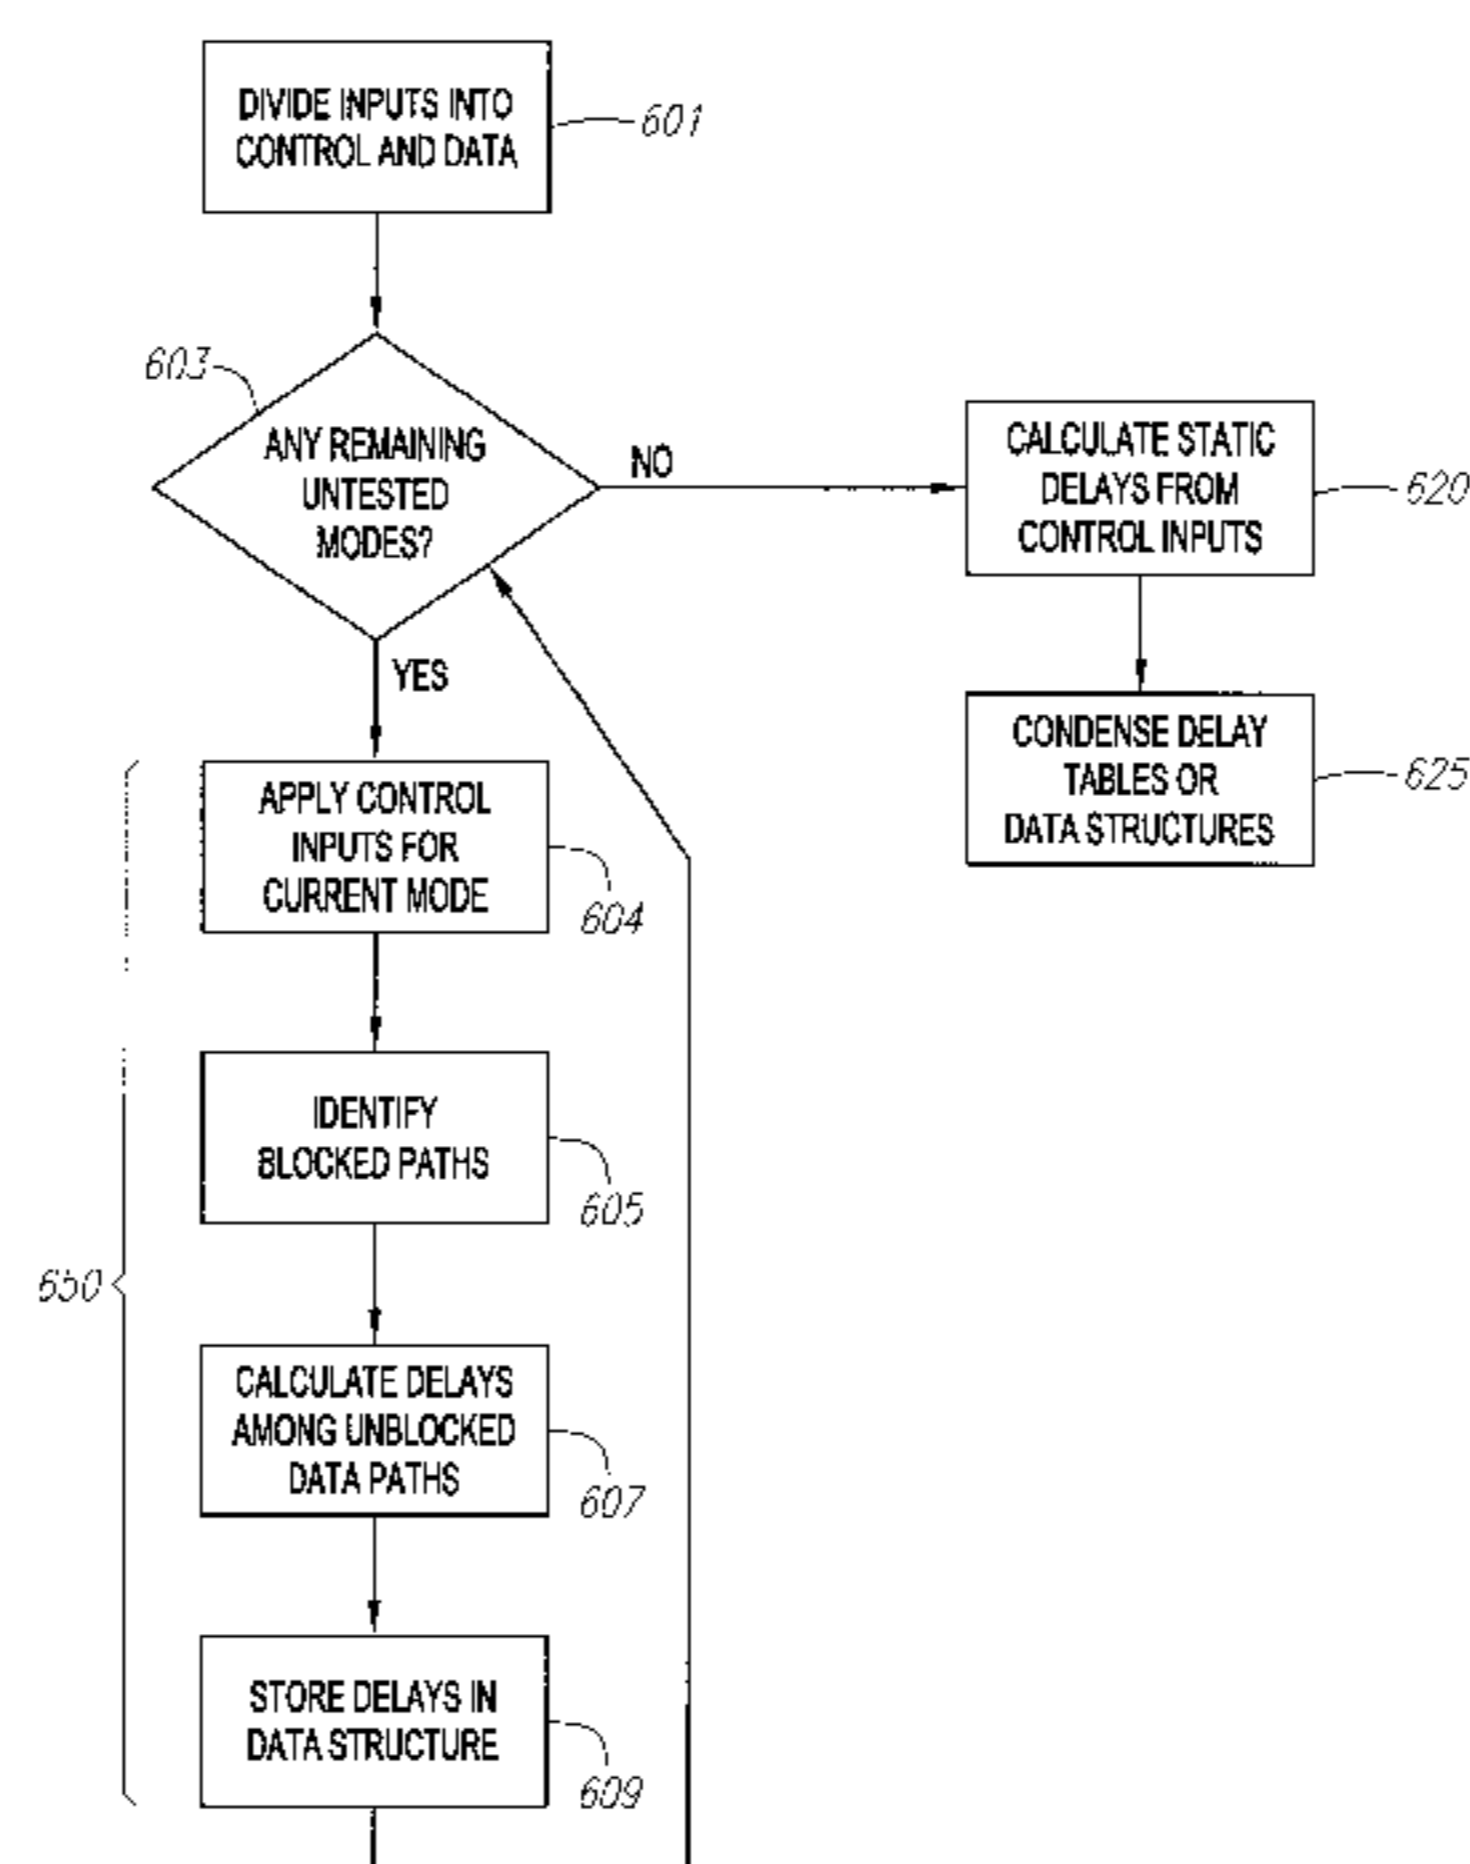 DIVIDE INPUTS INTO
CONTROL AND DATA
601
603
ANY REMAINING
UNTESTED
MODES?
NO
CALCULATE STATIC
DELAYS FROM
CONTROL INPUTS
620
YES
CONDENSE DELAY
TABLES OR
DATA STRUCTURES
625
APPLY CONTROL
INPUTS FOR
CURRENT MODE
604
IDENTIFY
BLOCKED PATHS
605
650
CALCULATE DELAYS
AMONG UNBLOCKED
DATA PATHS
607
STORE DELAYS IN
DATA STRUCTURE
609